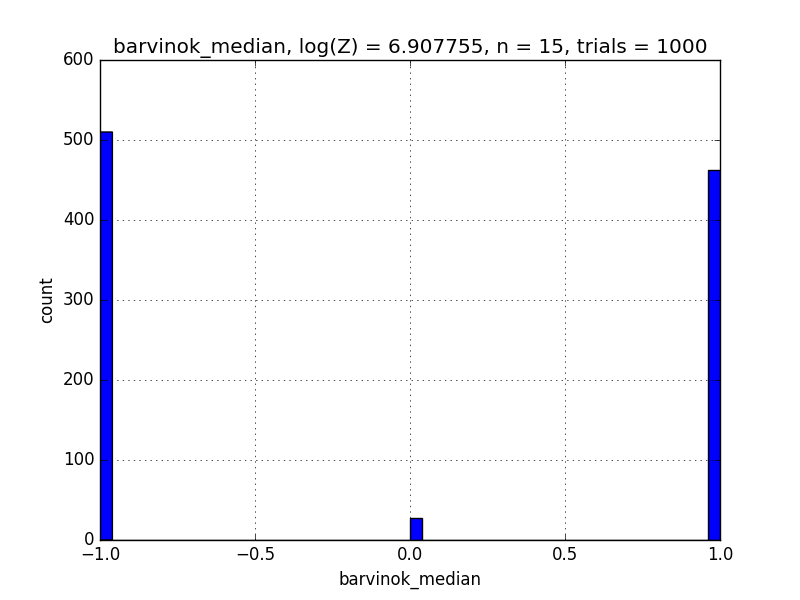 barvinok_median, log(Z) = 6.907755, n = 15, trials = 1000
600
500
400
300
200
100
0
count
−1.0 −0.5 0.0 0.5 1.0
barvinok_median